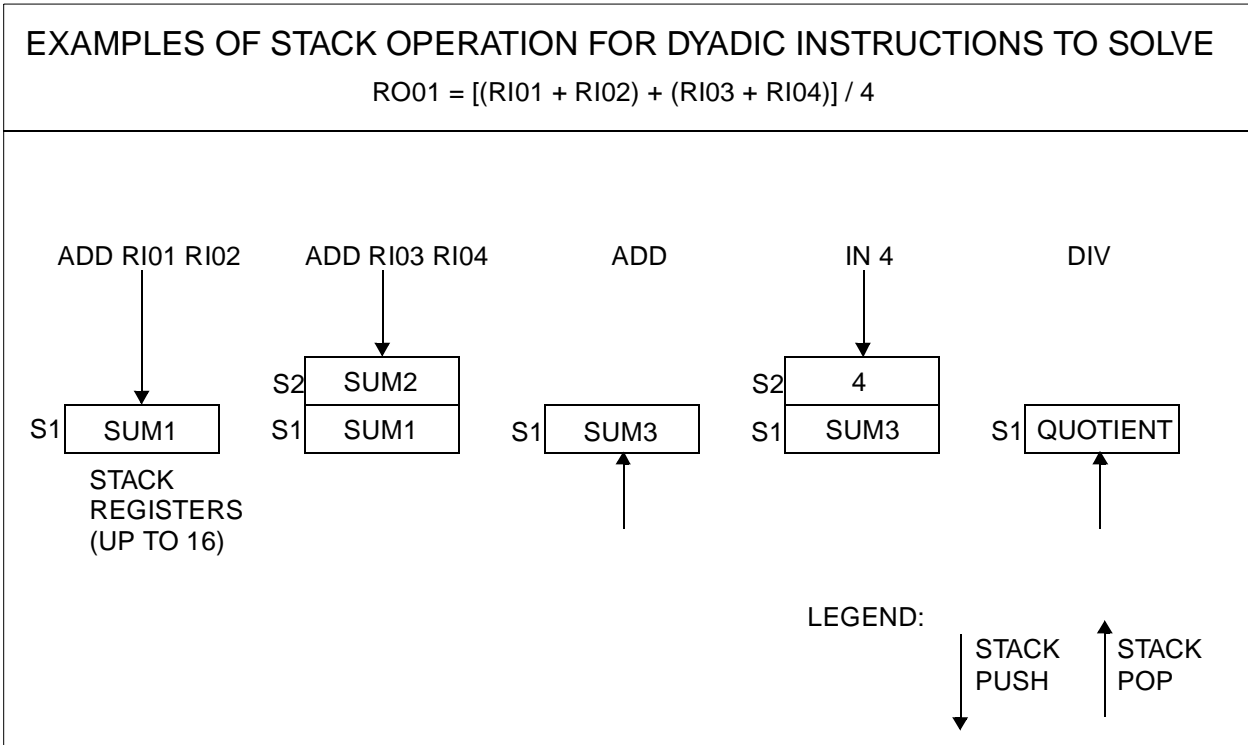 EXAMPLES OF STACK OPERATION FOR DYADIC INSTRUCTIONS TO SOLVE
RO01 = [(RI01 + RI02) + (RI03 + RI04)] / 4
ADD RI01 RI02
ADD RI03 RI04
ADD
IN 4
DIV
S2 SUM2
S2 4
S1 SUM1
S1 SUM1
S1 SUM3
S1 SUM3
S1 QUOTIENT
STACK
REGISTERS
(UP TO 16)
LEGEND:
STACK
PUSH
STACK
POP